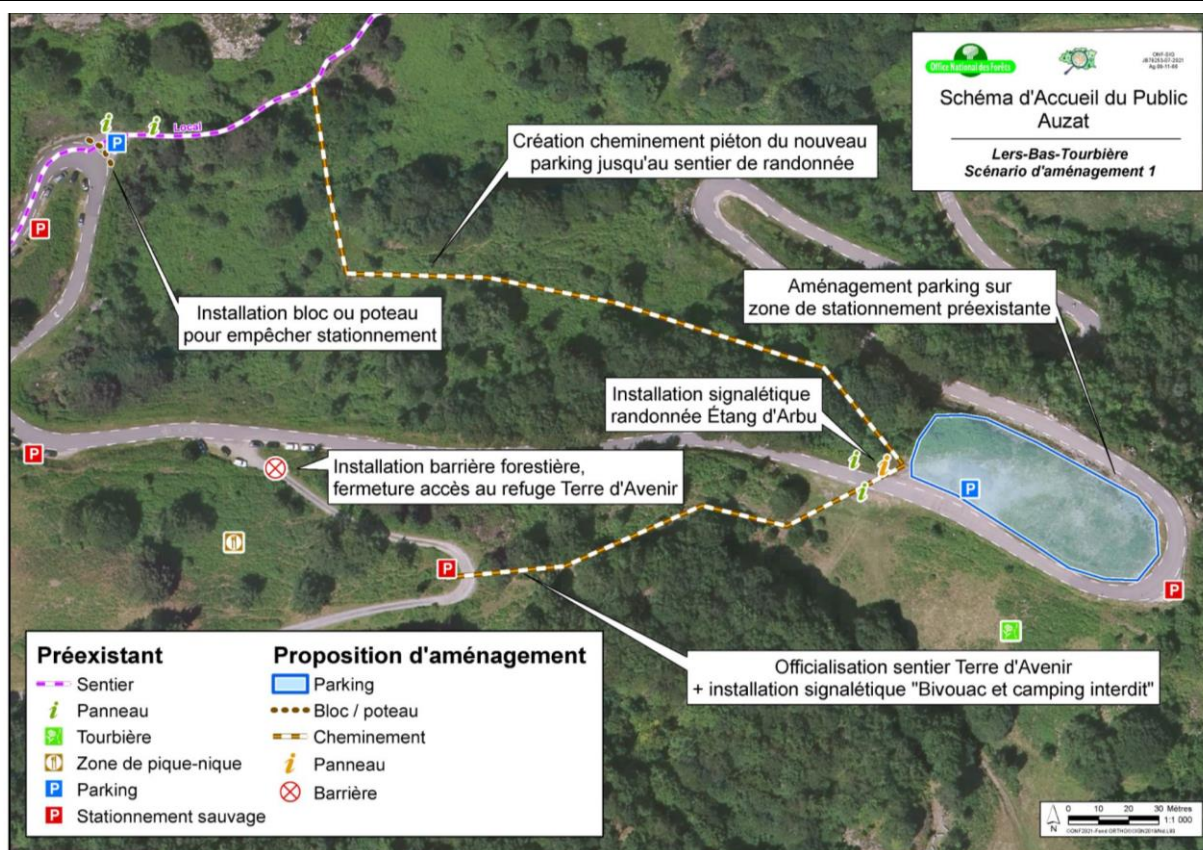 Office National des Forêts
Schéma d'Accueil du Public
Auzat
Lers-Bas-Tourbière
Scénario d'aménagement 1
Local
Création cheminement piéton du nouveau
parking jusqu'au sentier de randonnée
P
P
Installation bloc ou poteau
pour empêcher stationnement
Aménagement parking sur
zone de stationnement préexistante
Installation signalétique
randonnée Étang d'Arbu
P
Installation barrière forestière,
fermeture accès au refuge Terre d'Avenir
P
P
P
Officialisation sentier Terre d'Avenir
+ installation signalétique "Bivouac et camping interdit"
Préexistant
Sentier
i Panneau
Tourbière
Zone de pique-nique
P Parking
P Stationnement sauvage
Proposition d'aménagement
Parking
Bloc / poteau
Cheminement
i Panneau
Barrière
0 10 20 30 Mètres
N
1:1 000